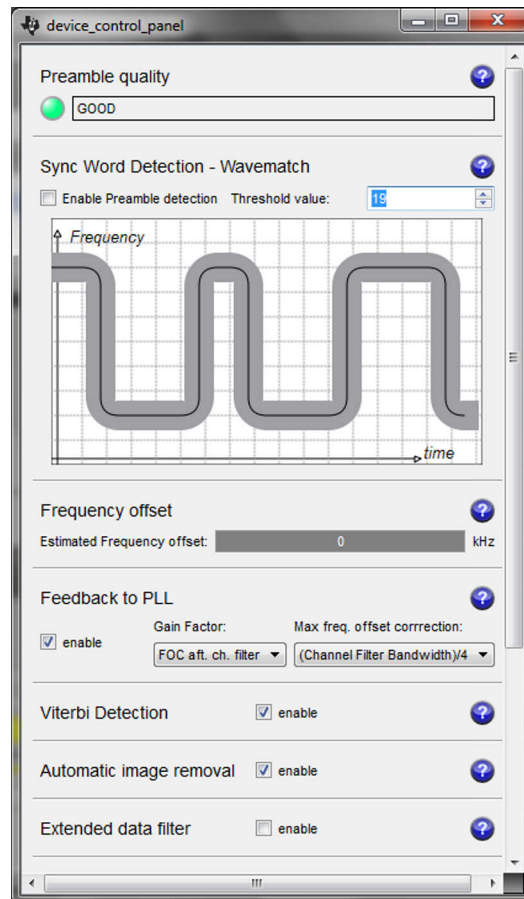 device_control_panel
Preamble quality
GOOD
Sync Word Detection - Wavematch
Enable Preamble detection Threshold value: 19
Frequency
time
Frequency offset
Estimated Frequency offset: 0 kHz
Feedback to PLL
Gain Factor: Max freq. offset corrrection:
enable
FOC aft. ch. filter (Channel Filter Bandwidth)/4
Viterbi Detection enable
Automatic image removal enable
Extended data filter enable